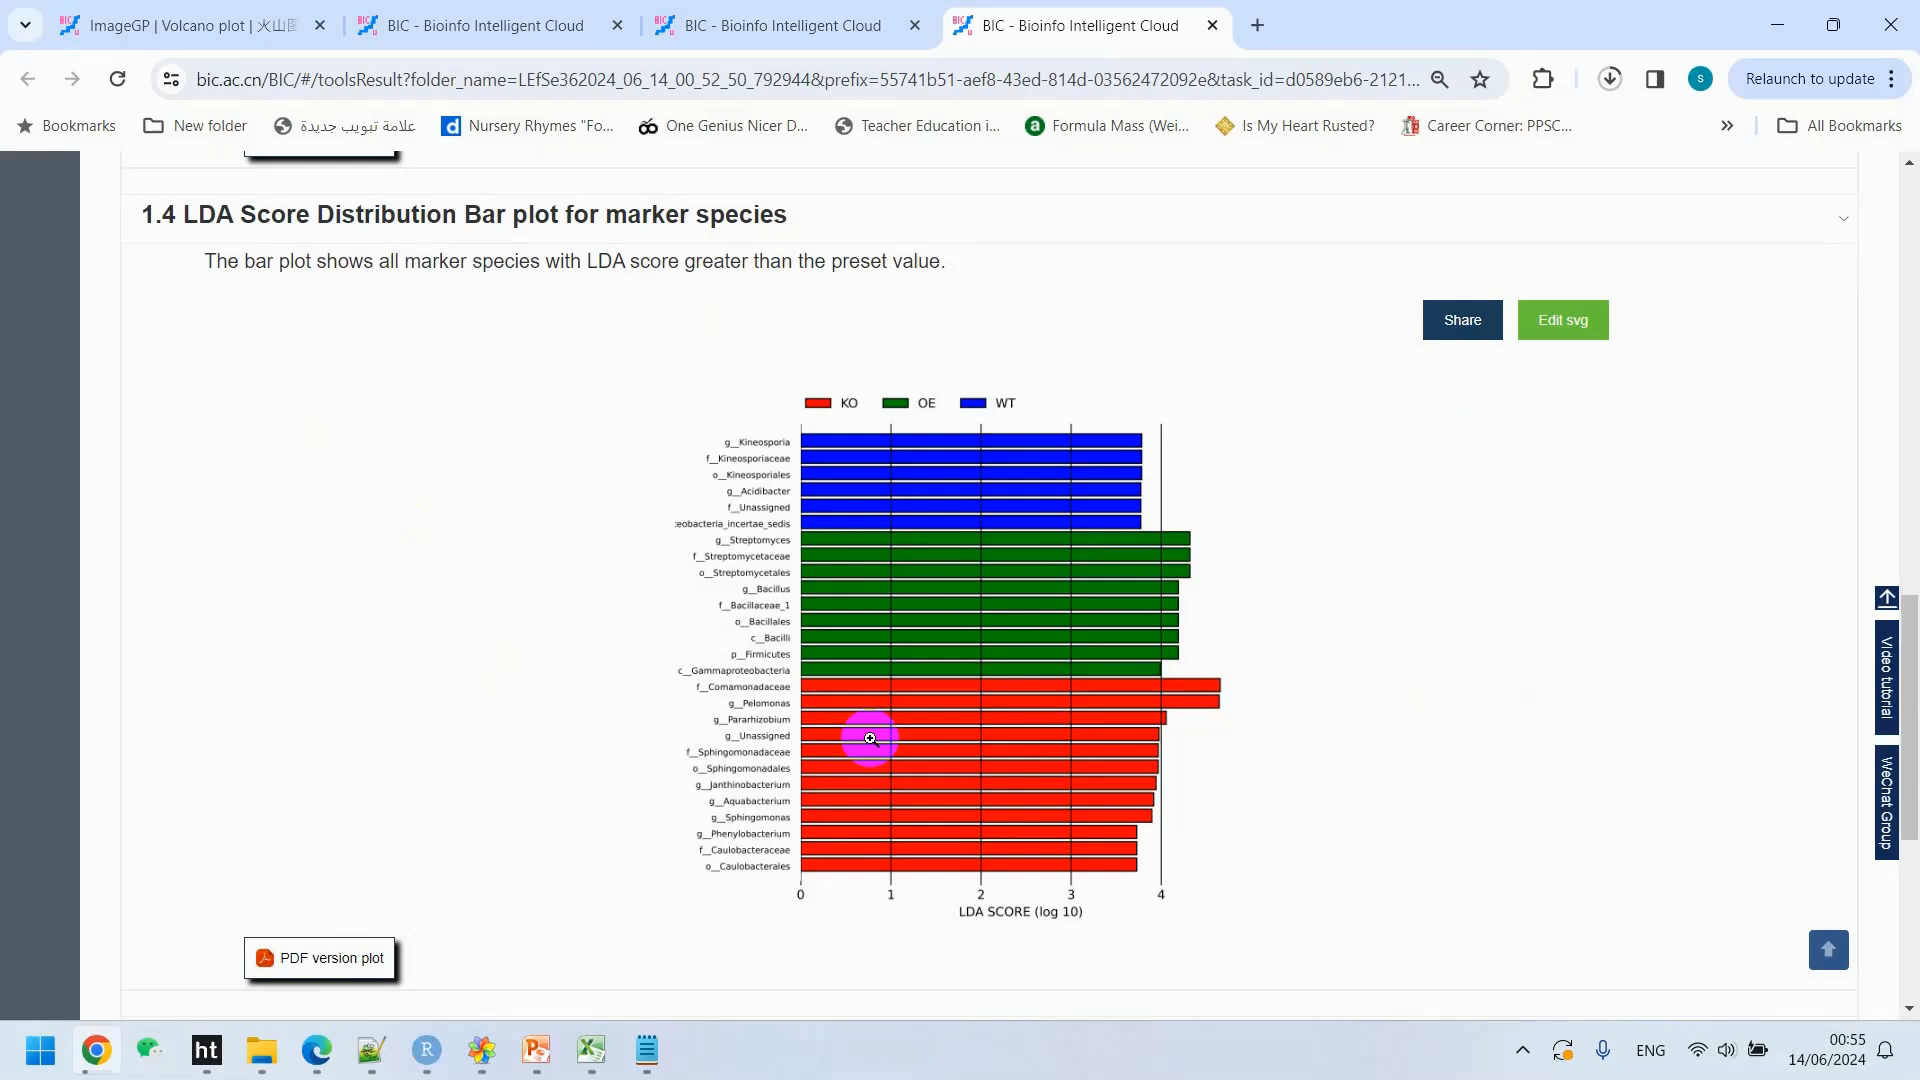 ImageGP | Volcano plot | 火山图
BIC - Bioinfo Intelligent Cloud
BIC - Bioinfo Intelligent Cloud
BIC - Bioinfo Intelligent Cloud
bic.ac.cn/BIC/#/toolsResult?folder_name=LEfSe362024_06_14_00_52_50_792944&prefix=55741b51-aef8-43ed-814d-03562472092e&task_id=d0589eb6-2121...
S
Relaunch to update
Bookmarks
New folder
علامة تبويب جديدة
Nursery Rhymes "Fo...
One Genius Nicer D...
Teacher Education i...
Formula Mass (Wei...
Is My Heart Rusted?
Career Corner: PPSC...
All Bookmarks
1.4 LDA Score Distribution Bar plot for marker species
The bar plot shows all marker species with LDA score greater than the preset value.
Share
Edit svg
KO OE WT
g__Kineosporia
f__Kineosporiaceae
o__Kineosporiales
g__Acidibacter
f__Unassigned
eobacteria_incertae_sedis
g__Streptomyces
f__Streptomycetaceae
o__Streptomycetales
g__Bacillus
f__Bacillaceae_1
o__Bacillales
c__Bacilli
p__Firmicutes
c__Gammaproteobacteria
f__Comamonadaceae
g__Pelomonas
g__Pararhizobium
g__Unassigned
f__Sphingomonadaceae
o__Sphingomonadales
g__Janthinobacterium
g__Aquabacterium
g__Sphingomonas
g__Phenylobacterium
f__Caulobacteraceae
o__Caulobacterales
0 1 2 3 4
LDA SCORE (log 10)
PDF version plot
Video tutorial
WeChat Group
ht
R
ENG
00:55
14/06/2024